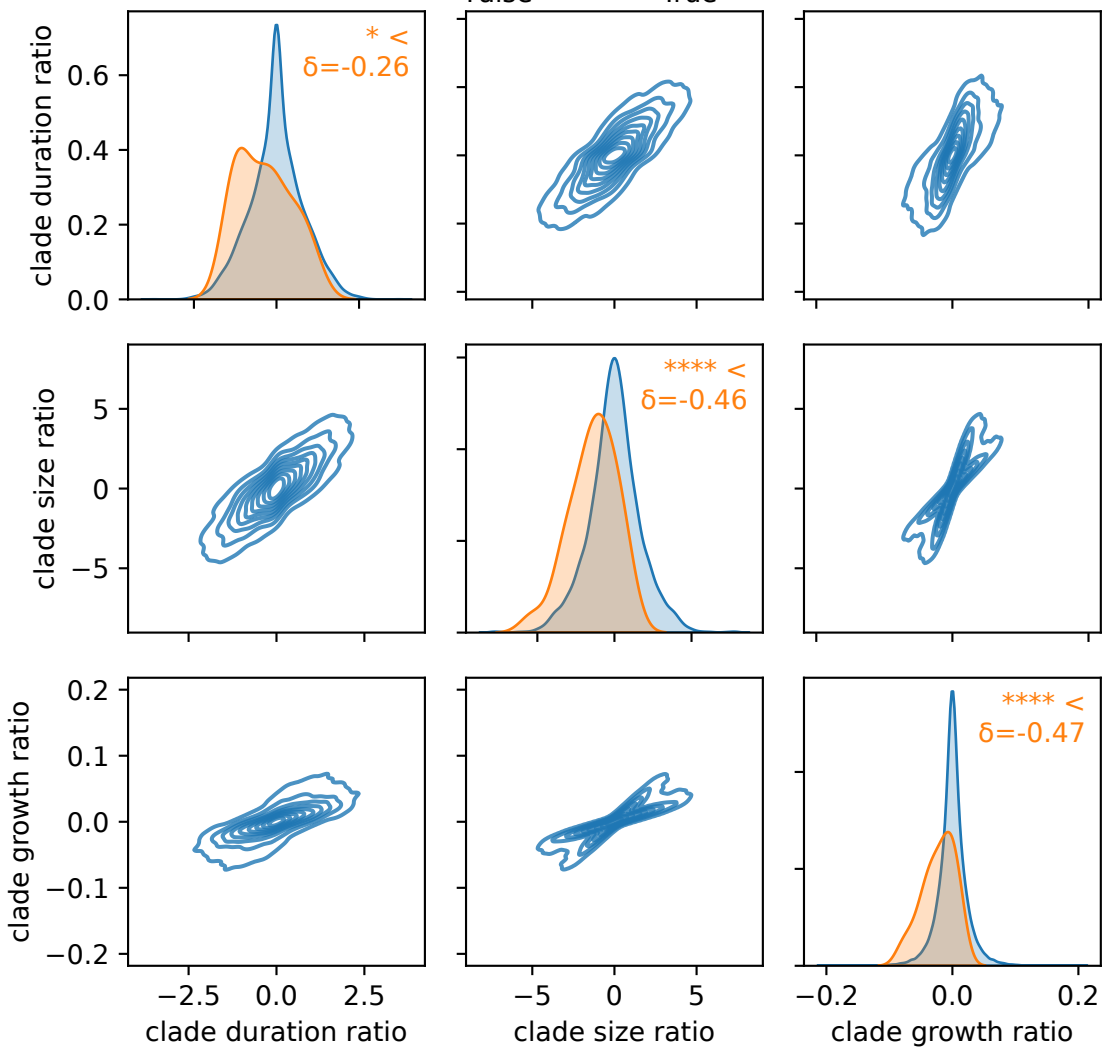 True
clade duration ratio
0.6
0.4
0.2
0.0
* <
δ=-0.26
clade size ratio
5
0
−5
**** <
δ=-0.46
clade growth ratio
0.2
0.1
0.0
−0.1
−0.2
**** <
δ=-0.47
−2.5 0.0 2.5
−5 0 5
−0.2 0.0 0.2
clade duration ratio
clade size ratio
clade growth ratio